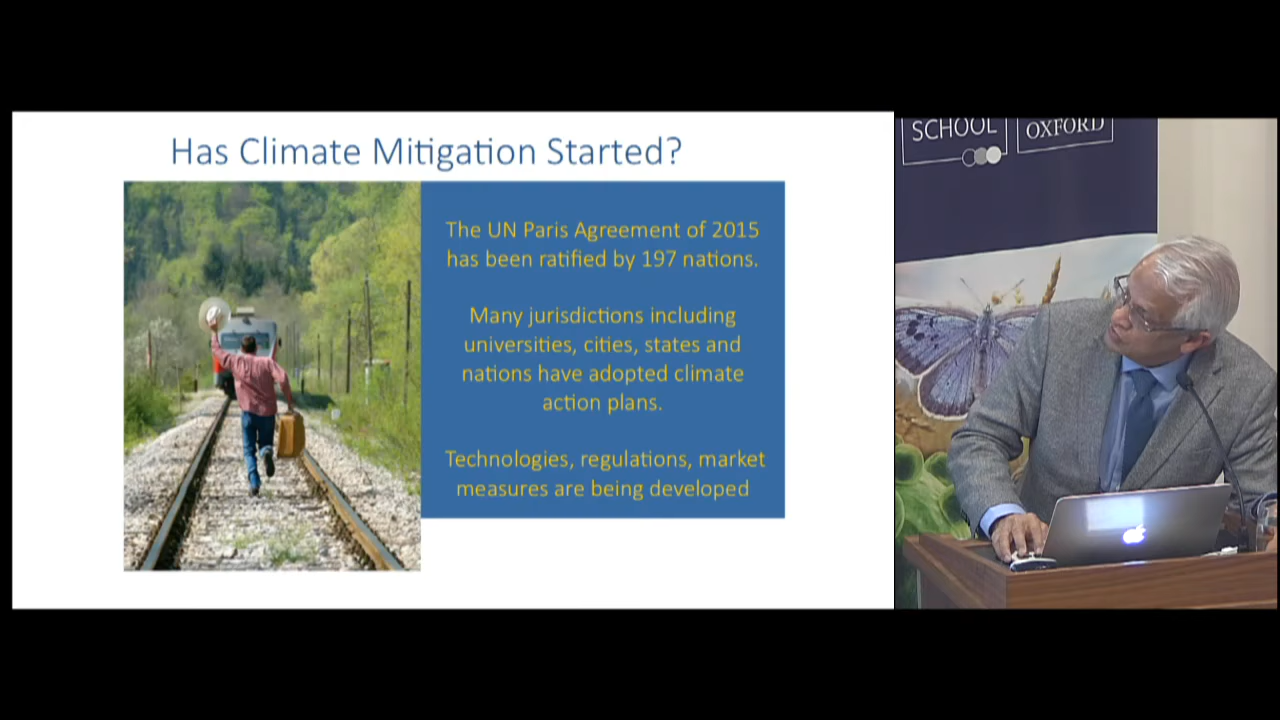 Has Climate Mitigation Started?
The UN Paris Agreement of 2015
has been ratified by 197 nations.
Many jurisdictions including
universities, cities, states and
nations have adopted climate
action plans.
Technologies, regulations, market
measures are being developed
SCHOOL
OXFORD